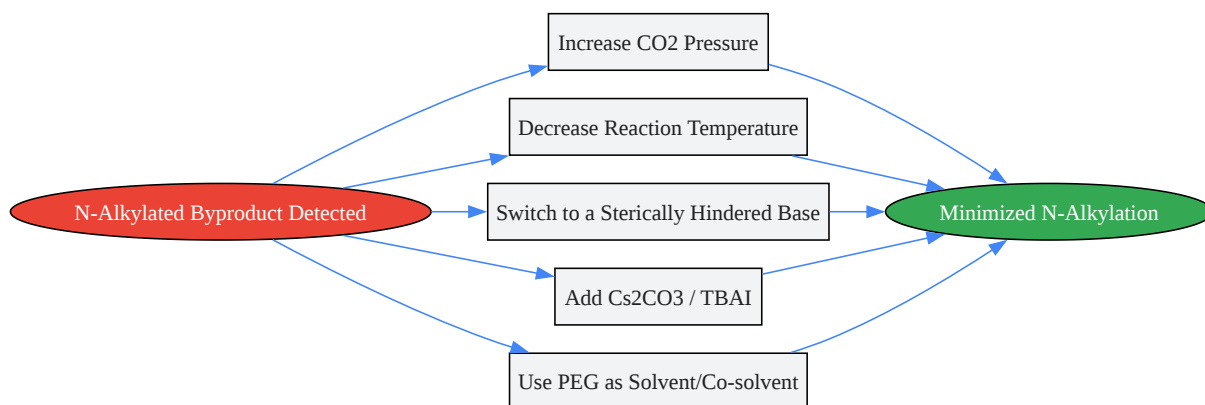 Increase CO2 Pressure
Decrease Reaction Temperature
N-Alkylated Byproduct Detected
Switch to a Sterically Hindered Base
Minimized N-Alkylation
Add Cs2CO3 / TBAI
Use PEG as Solvent/Co-solvent